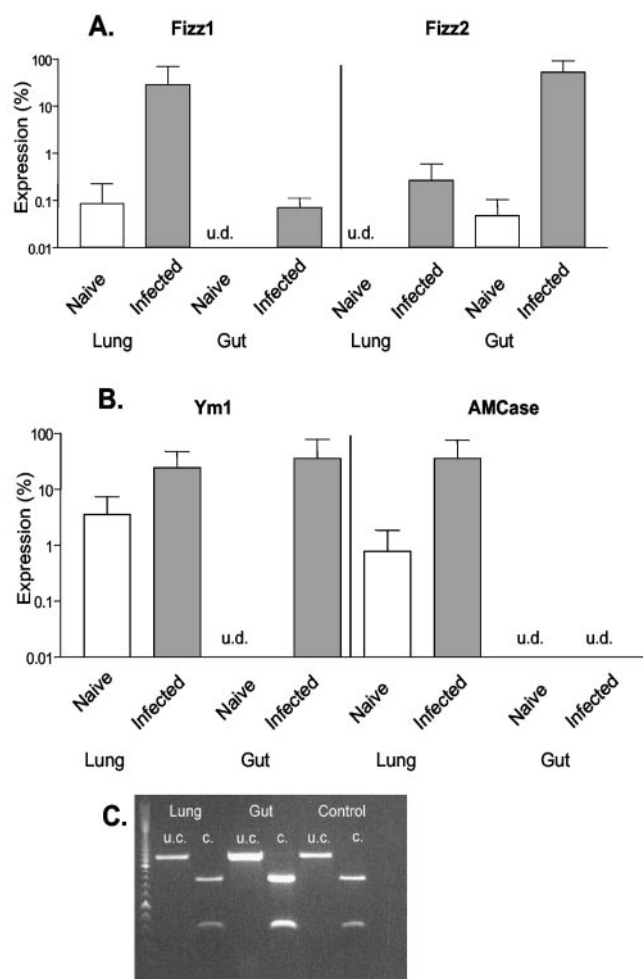 A.
Fizz1 Fizz2
Expression (%)
100
10
1
0.1
0.01
u.d. u.d.
Naive Infected Naive Infected Naive Infected Naive Infected
Lung Gut Lung Gut
B.
Ym1 AMCase
Expression (%)
100
10
1
0.1
0.01
u.d. u.d. u.d.
Naive Infected Naive Infected Naive Infected Naive Infected
Lung Gut Lung Gut
C.
Lung Gut Control
u.c. c. u.c. c. u.c. c.